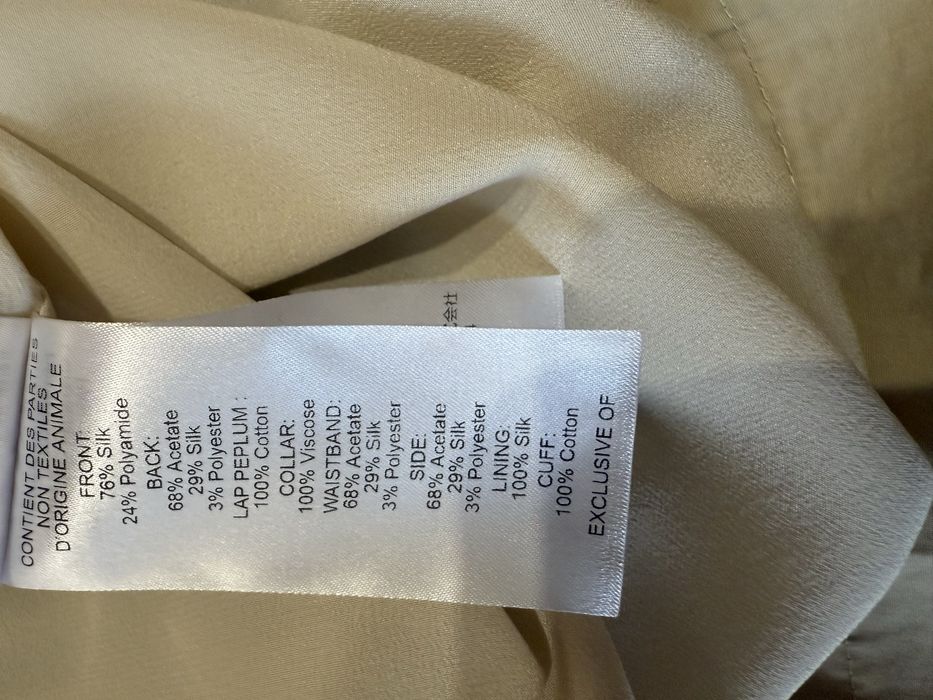 CONTIENT DES PARTIES
NON TEXTILES
D'ORIGINE ANIMALE
FRONT:
76% Silk
24% Polyamide
BACK:
68% Acetate
29% Silk
3% Polyester
LAP PEPLUM :
100% Cotton
COLLAR:
100% Viscose
WAISTBAND:
68% Acetate
29% Silk
3% Polyester
SIDE:
68% Acetate
29% Silk
3% Polyester
LINING:
100% Silk
CUFF:
100% Cotton
EXCLUSIVE OF
会社